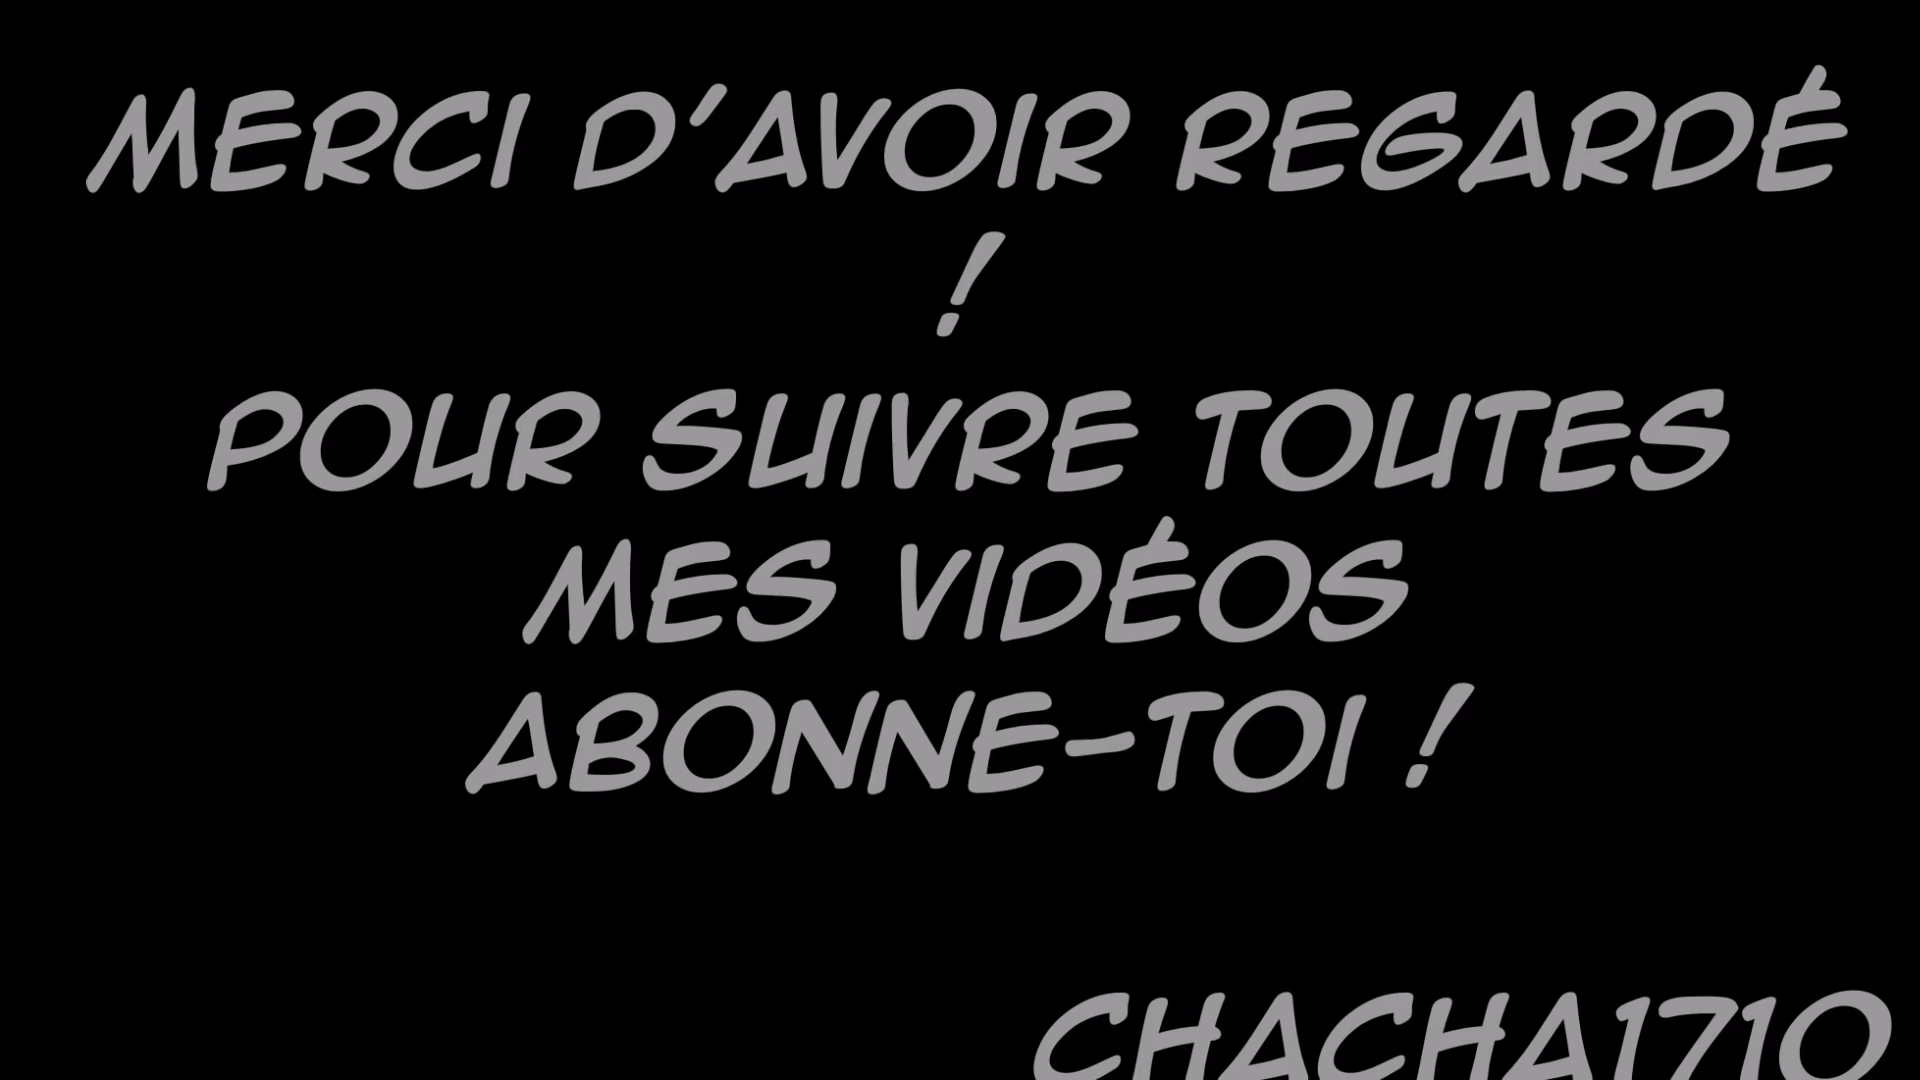 MERCI D'AVOIR REGARDÉ
!
POUR SUIVRE TOUTES
MES VIDÉOS
ABONNE-TOI !
CHACHA1710